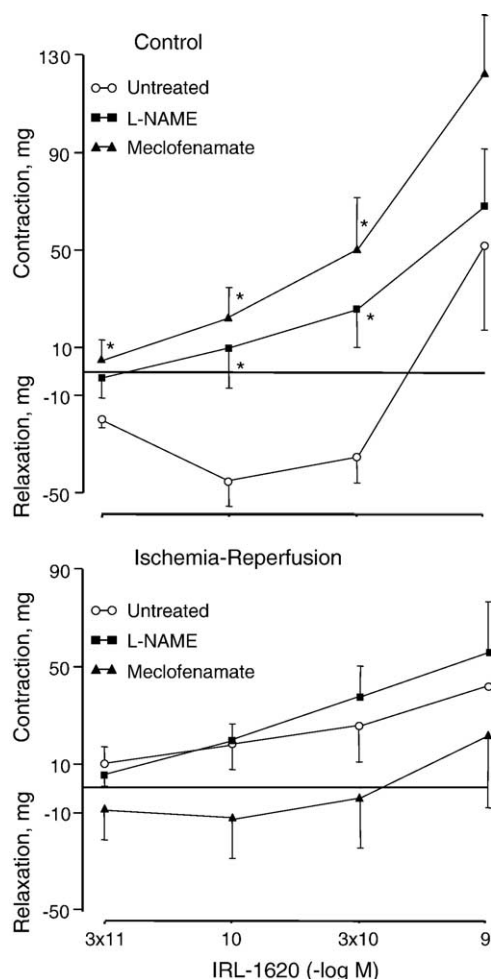 Control
Untreated
L-NAME
Meclofenamate
Contraction, mg
Relaxation, mg
130
90
50
10
-10
-50
*
*
*
*
*
Ischemia-Reperfusion
Untreated
L-NAME
Meclofenamate
Contraction, mg
Relaxation, mg
90
50
10
-10
-50
3x11 10 3x10 9
IRL-1620 (-log M)